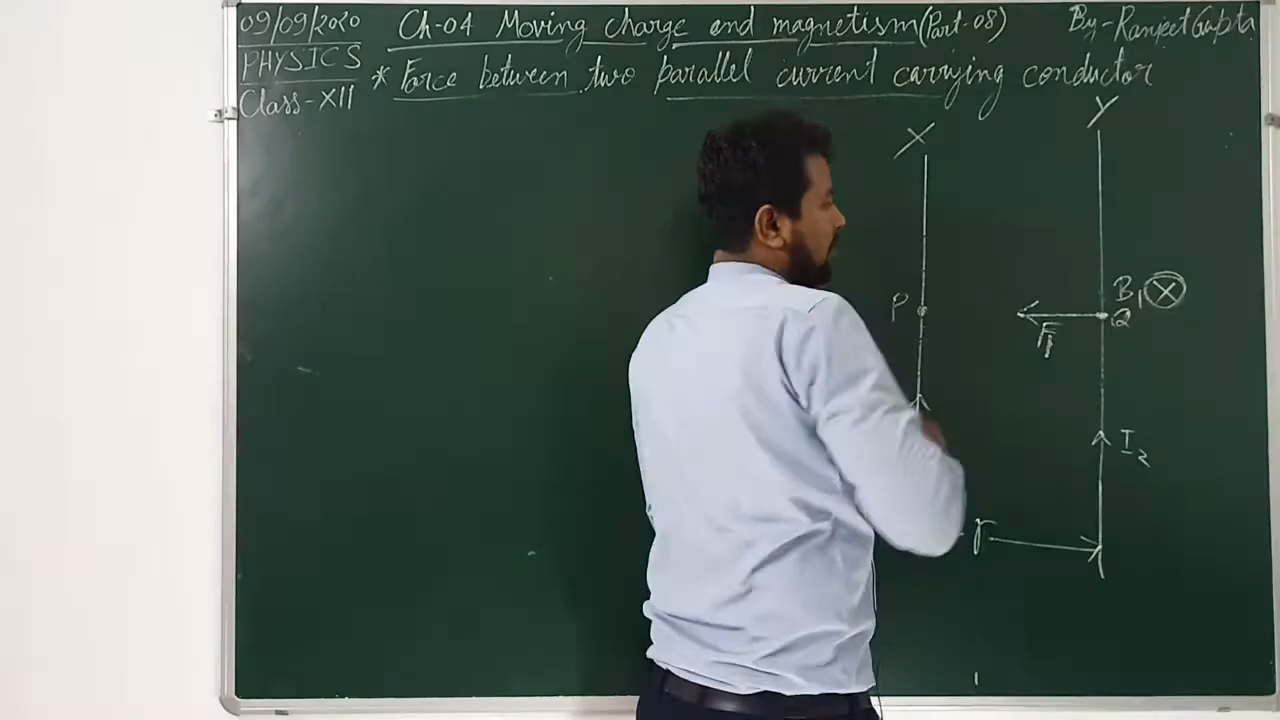 09/09/2020
Ch-04 Moving charge and magnetism (Part-08)
By-Ranjeet Gupta
PHYSICS
* Force between two parallel current carrying conductor
Class-XII
X
Y
P
B1 ⊗
Q
F1
I2
r